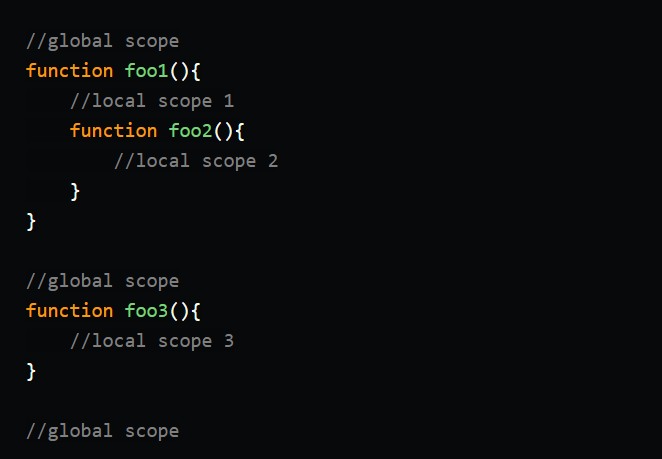 //global scope
function foo1(){
    //local scope 1
    function foo2(){
        //local scope 2
    }
}

//global scope
function foo3(){
    //local scope 3
}

//global scope